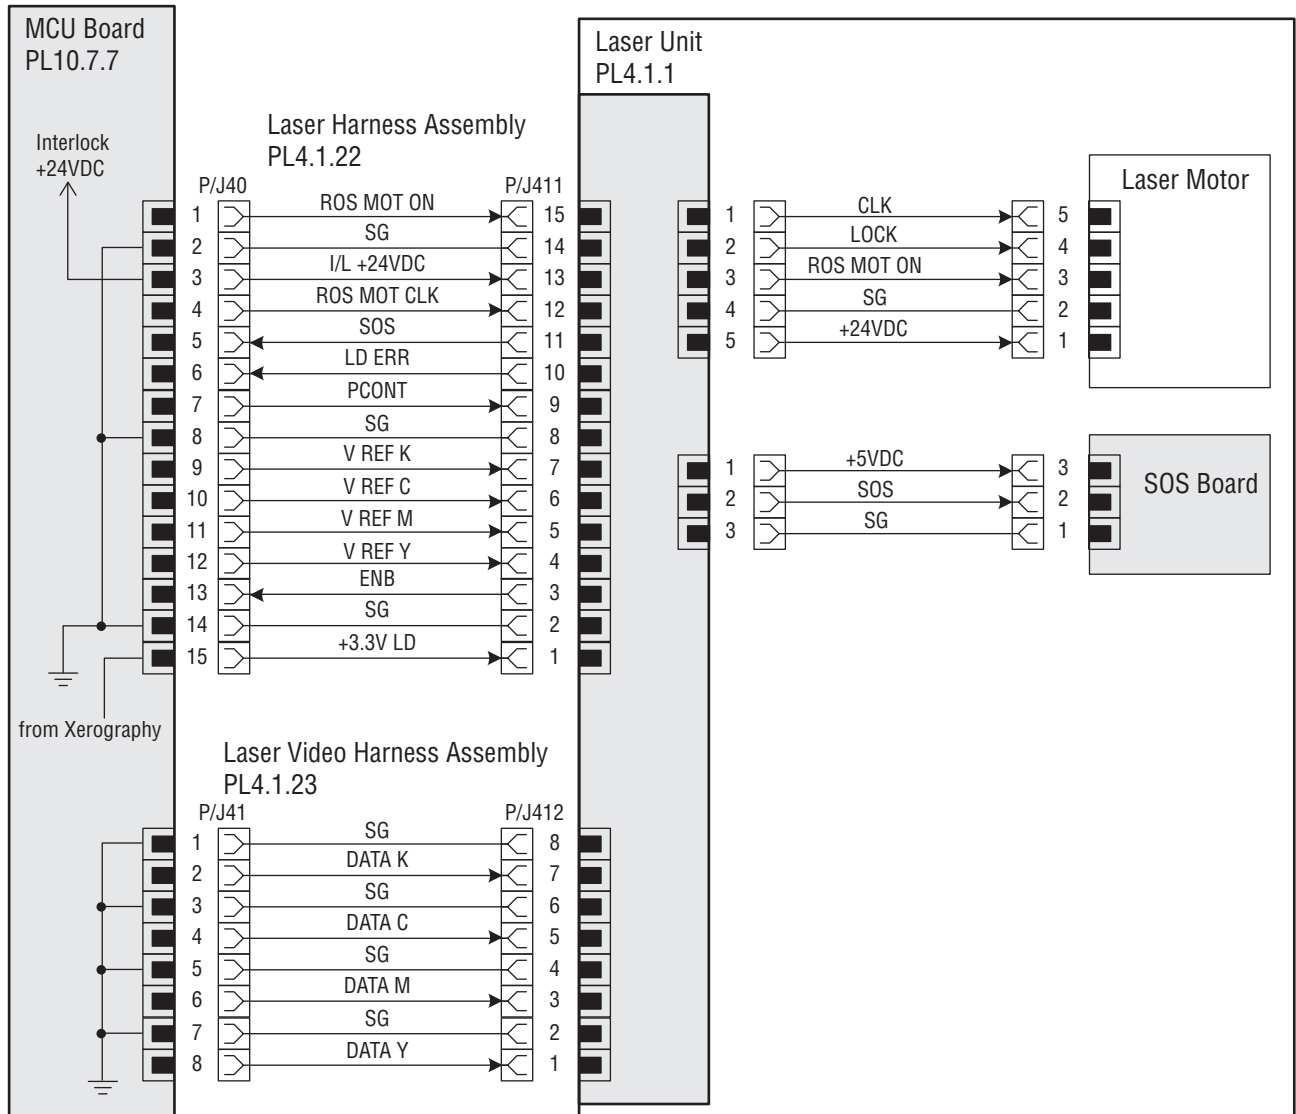 MCU Board
PL10.7.7
Laser Unit
PL4.1.1
Interlock
+24VDC
Laser Harness Assembly
PL4.1.22
P/J40 P/J411
1 ROS MOT ON 15
2 SG 14
3 I/L +24VDC 13
4 ROS MOT CLK 12
5 SOS 11
6 LD ERR 10
7 PCONT 9
8 SG 8
9 V REF K 7
10 V REF C 6
11 V REF M 5
12 V REF Y 4
13 ENB 3
14 SG 2
15 +3.3V LD 1
from Xerography
Laser Motor
1 CLK 5
2 LOCK 4
3 ROS MOT ON 3
4 SG 2
5 +24VDC 1
SOS Board
1 +5VDC 3
2 SOS 2
3 SG 1
Laser Video Harness Assembly
PL4.1.23
P/J41 P/J412
1 SG 8
2 DATA K 7
3 SG 6
4 DATA C 5
5 SG 4
6 DATA M 3
7 SG 2
8 DATA Y 1